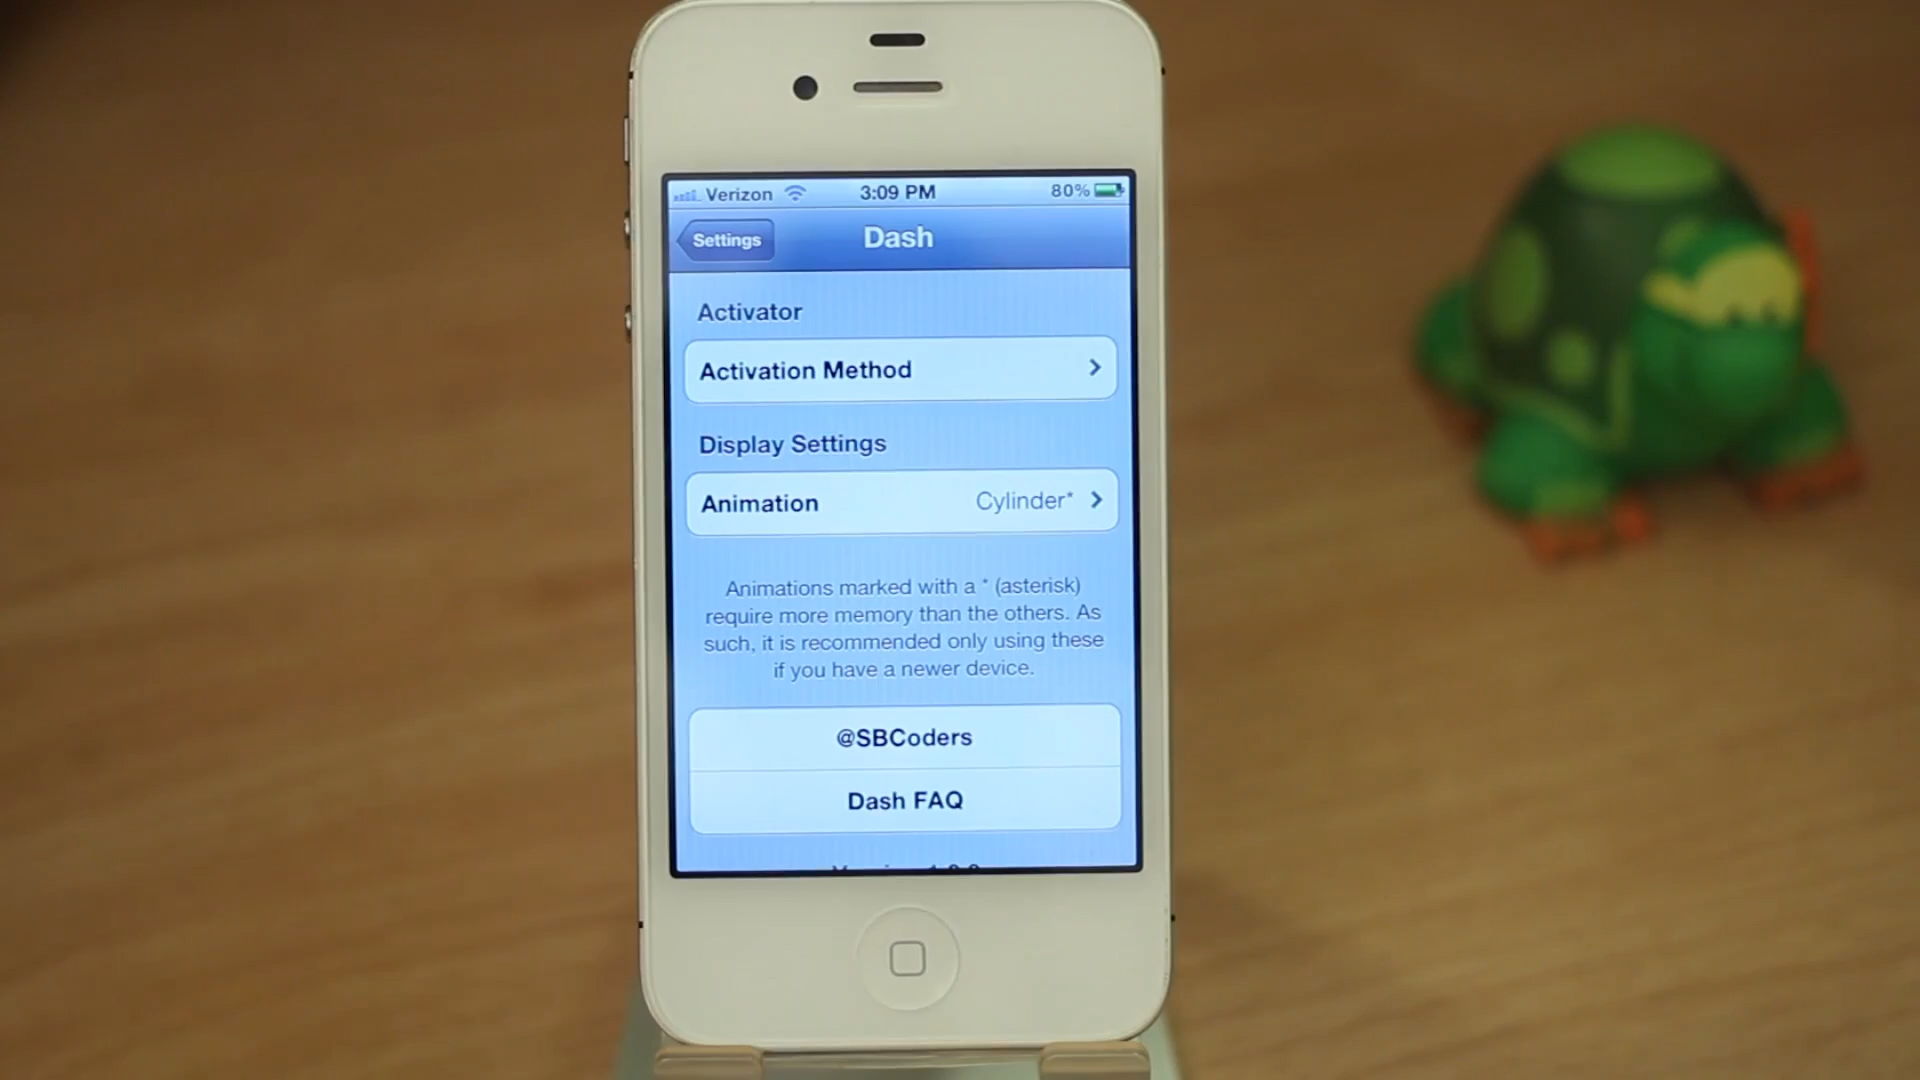 Verizon 3:09 PM 80%
Settings Dash
Activator
Activation Method
Display Settings
Animation Cylinder*
Animations marked with a * (asterisk)
require more memory than the others. As
such, it is recommended only using these
if you have a newer device.
@SBCoders
Dash FAQ